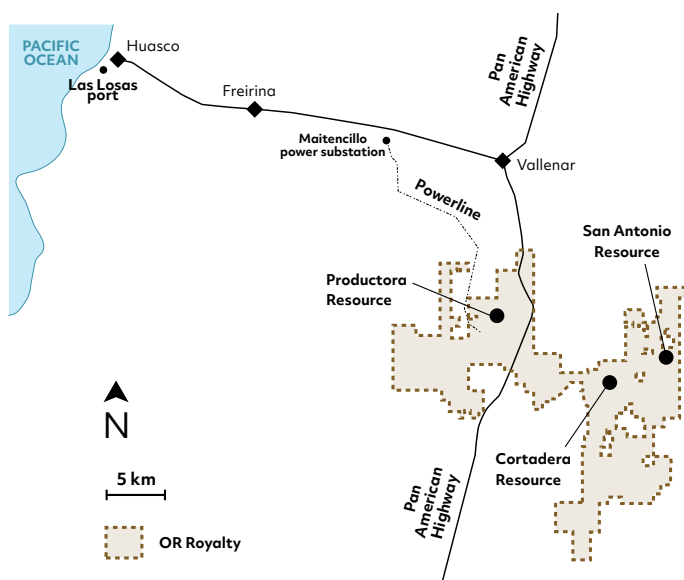 PACIFIC
OCEAN
Huasco
Las Losas
port
Freirina
Pan
American
Highway
Maitencillo
power substation
Vallenar
Powerline
San Antonio
Resource
Productora
Resource
N
5 km
Cortadera
Resource
Pan
American
Highway
OR Royalty